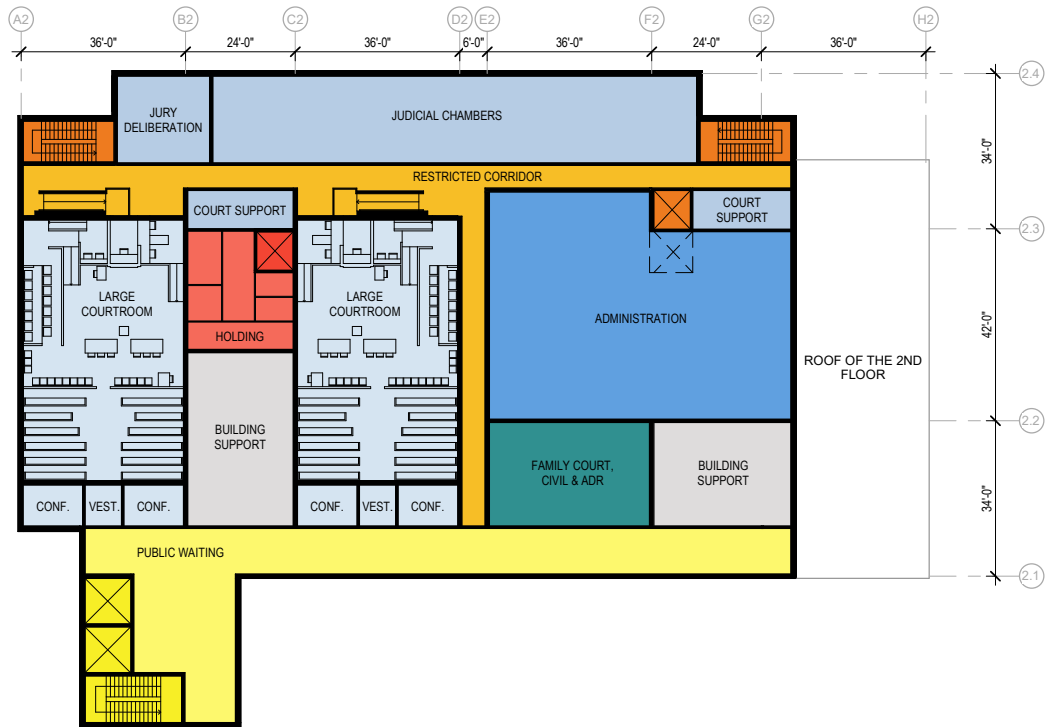 A2
B2
C2
D2
E2
F2
G2
H2
36'-0"
24'-0"
36'-0"
6'-0"
36'-0"
24'-0"
36'-0"
2.4
JURY
DELIBERATION
JUDICIAL CHAMBERS
34'-0"
RESTRICTED CORRIDOR
COURT SUPPORT
COURT
SUPPORT
2.3
LARGE
COURTROOM
LARGE
COURTROOM
ADMINISTRATION
42'-0"
HOLDING
ROOF OF THE 2ND
FLOOR
2.2
BUILDING
SUPPORT
FAMILY COURT,
CIVIL & ADR
BUILDING
SUPPORT
34'-0"
CONF.
VEST.
CONF.
CONF.
VEST.
CONF.
PUBLIC WAITING
2.1